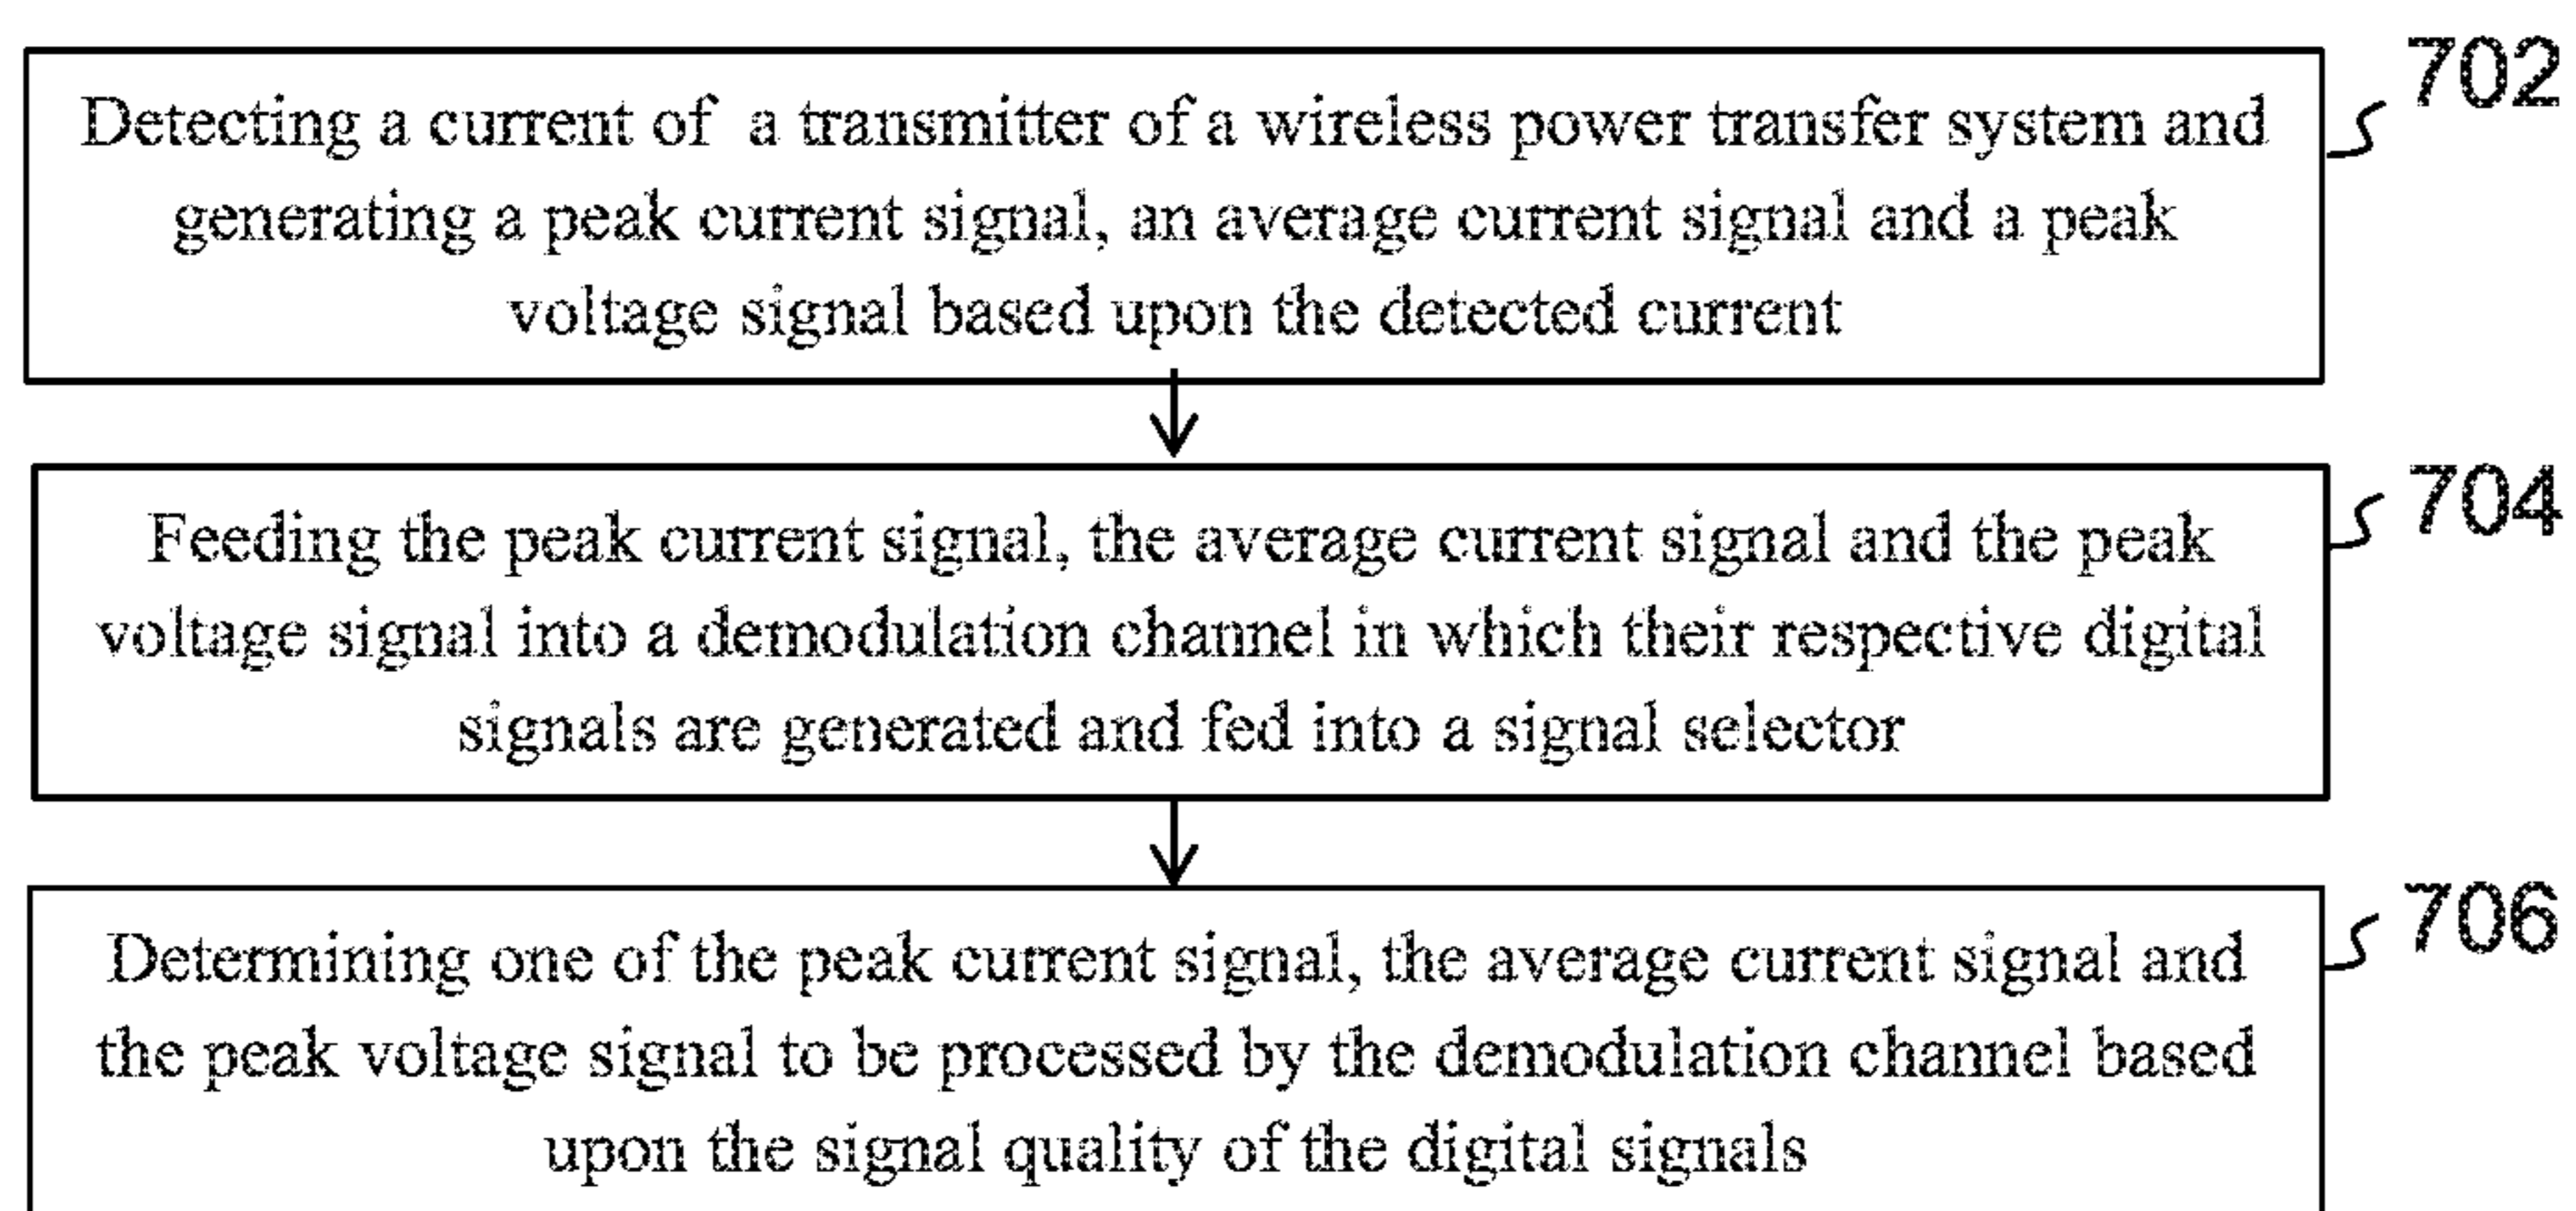 702
Detecting a current of a transmitter of a wireless power transfer system and
generating a peak current signal, an average current signal and a peak
voltage signal based upon the detected current
704
Feeding the peak current signal, the average current signal and the peak
voltage signal into a demodulation channel in which their respective digital
signals are generated and fed into a signal selector
706
Determining one of the peak current signal, the average current signal and
the peak voltage signal to be processed by the demodulation channel based
upon the signal quality of the digital signals